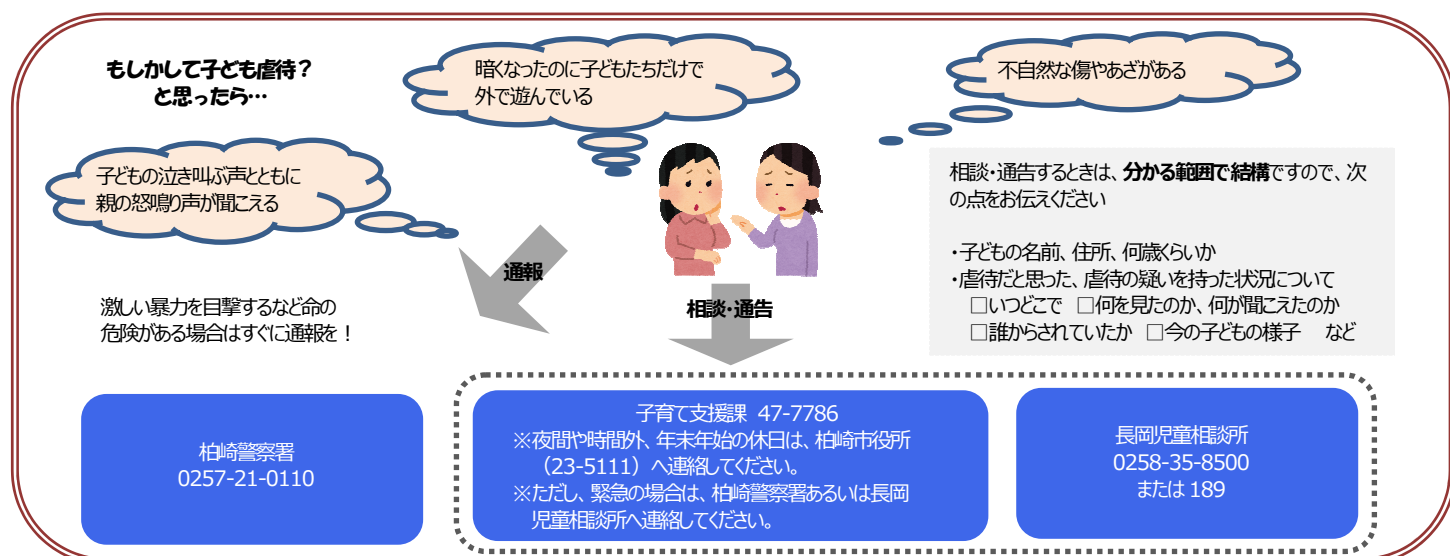 もしかして子ども虐待?
と思ったら…
暗くなったのに子どもたちだけで
外で遊んでいる
不自然な傷やあざがある
子どもの泣き叫ぶ声とともに
親の怒鳴り声が聞こえる
相談・通告するときは、分かる範囲で結構ですので、次
の点をお伝えください
・子どもの名前、住所、何歳くらいか
・虐待だと思った、虐待の疑いを持った状況について
□いつどこで □何を見たのか、何が聞こえたのか
□誰からされていたか □今の子どもの様子 など
通報
相談・通告
激しい暴力を目撃するなど命の
危険がある場合はすぐに通報を!
柏崎警察署
0257-21-0110
子育て支援課 47-7786
※夜間や時間外、年末年始の休日は、柏崎市役所
(23-5111)へ連絡してください。
※ただし、緊急の場合は、柏崎警察署あるいは長岡
児童相談所へ連絡してください。
長岡児童相談所
0258-35-8500
または 189